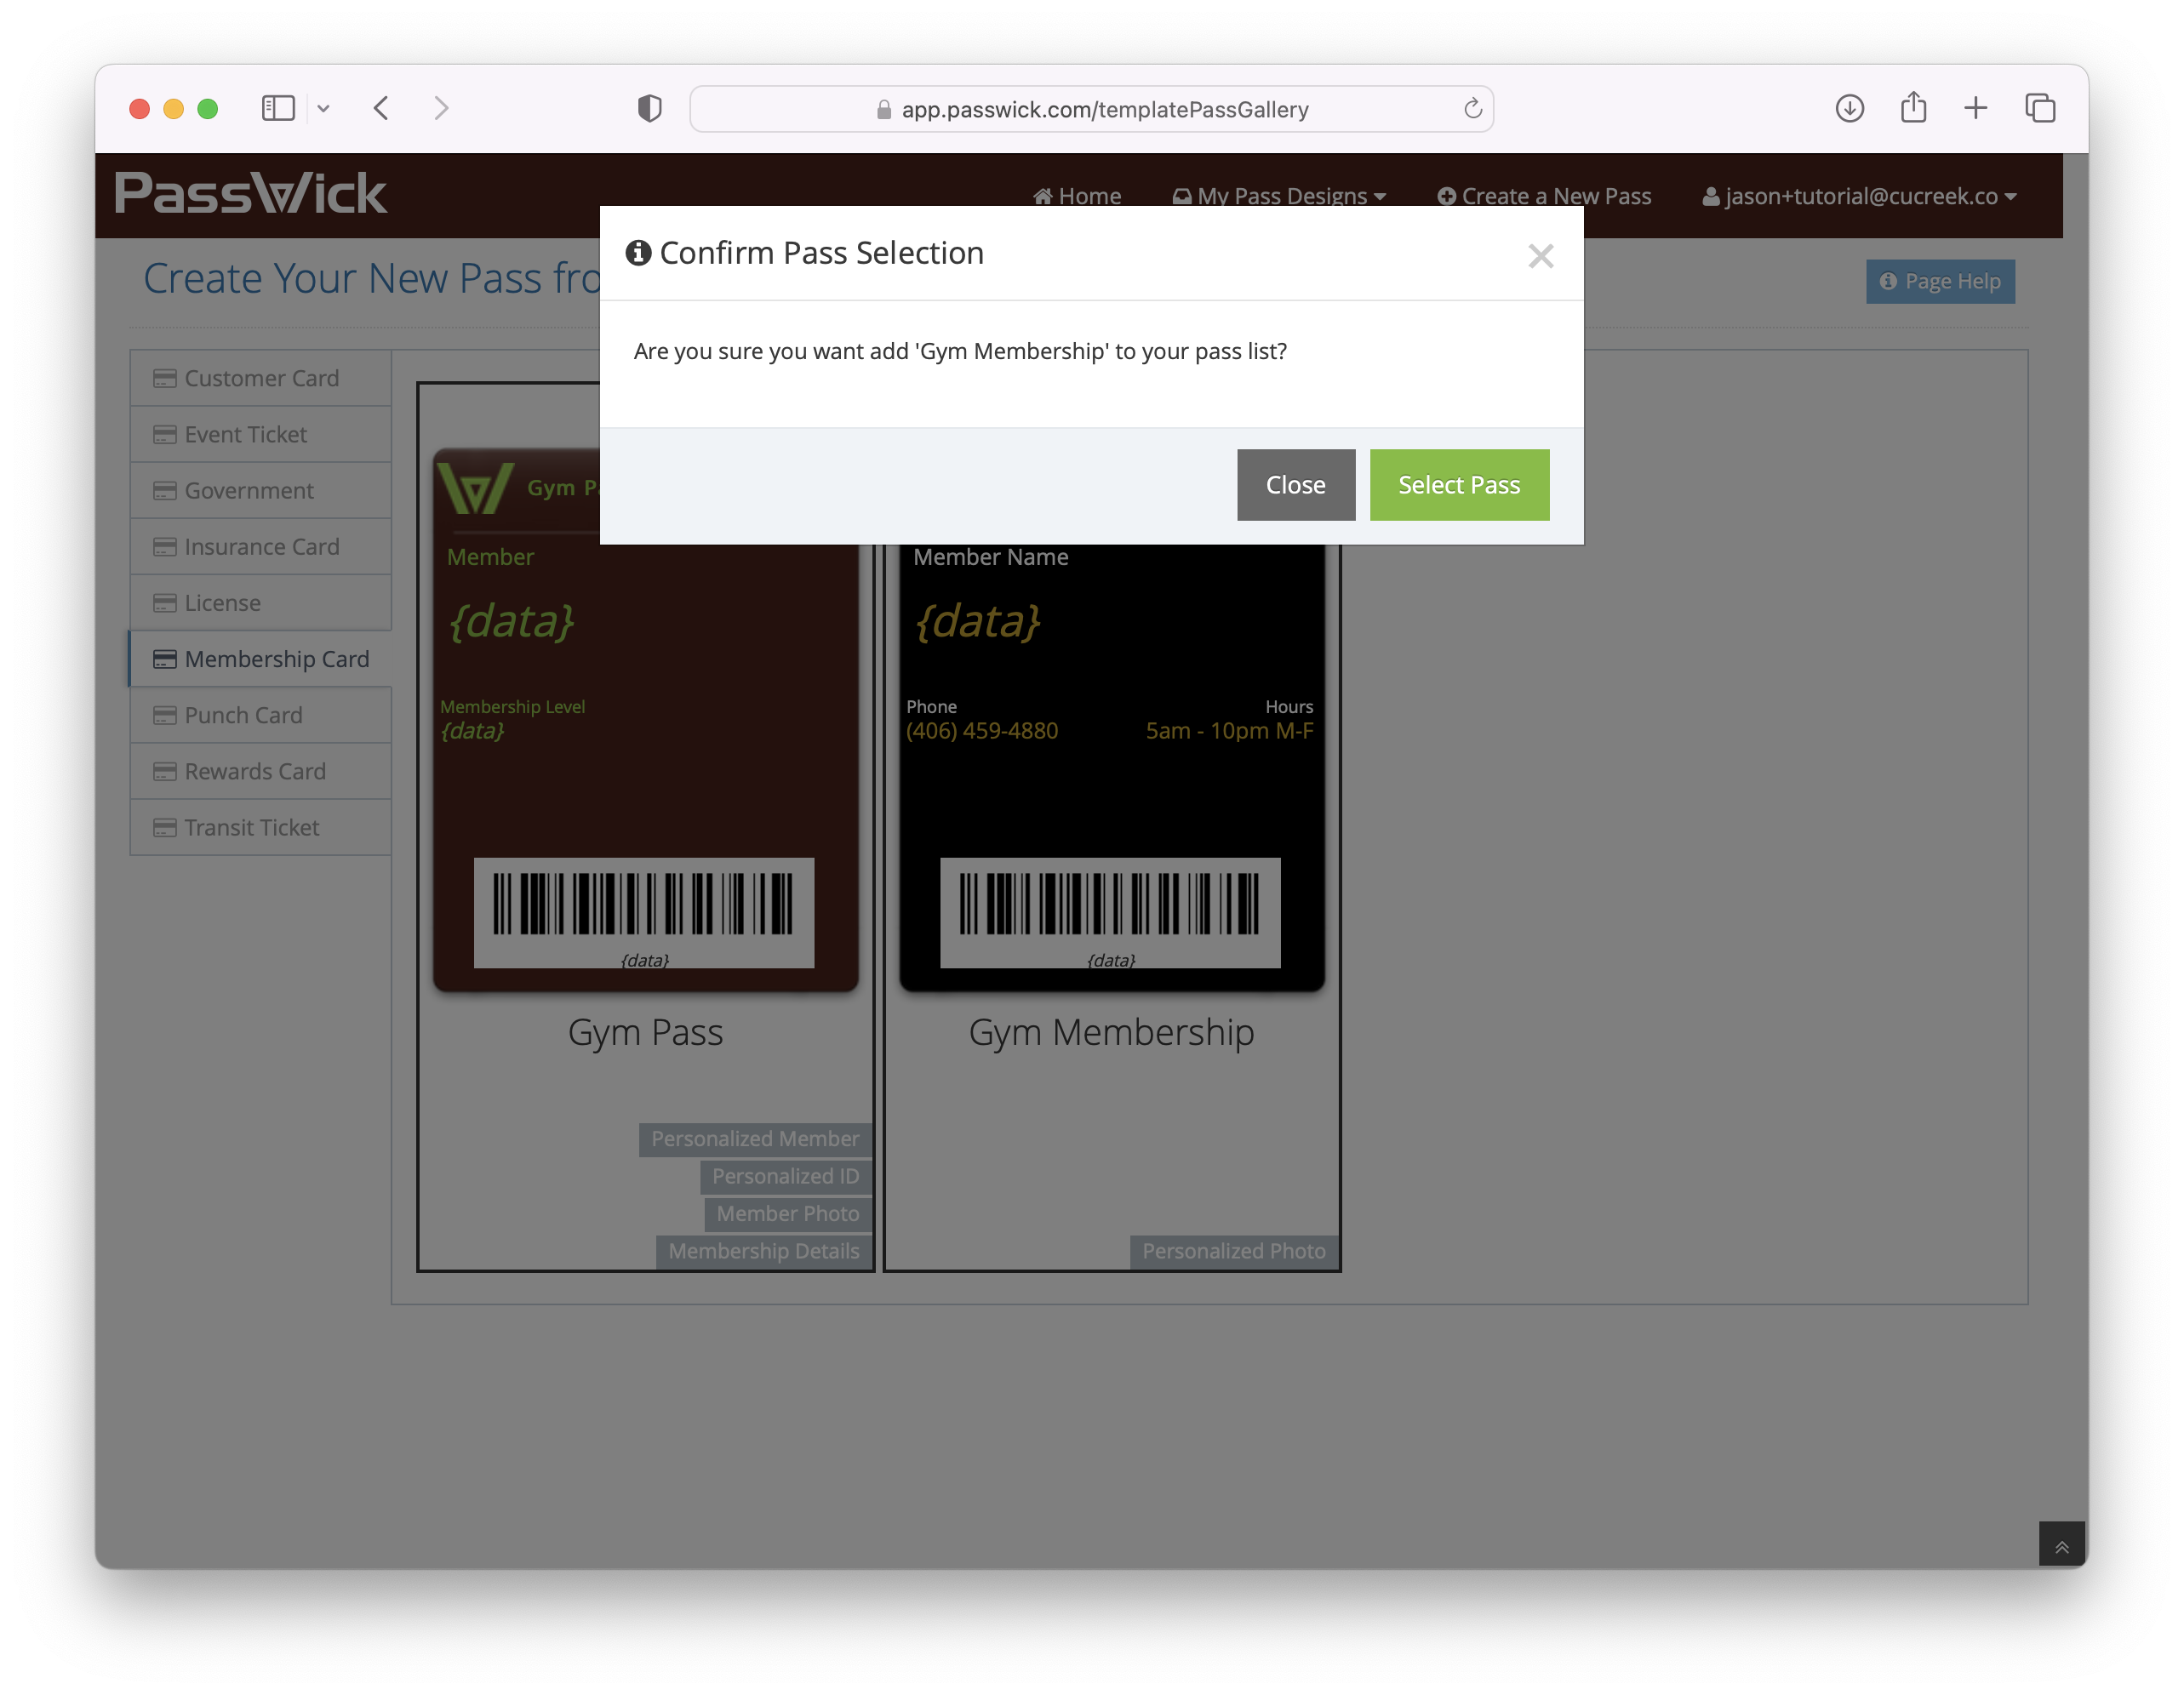 app.passwick.com/templatePassGallery
PassWick
Home
My Pass Designs
Create a New Pass
jason+tutorial@cucreek.co
Create Your New Pass fro
Page Help
Confirm Pass Selection
Are you sure you want add 'Gym Membership' to your pass list?
Close
Select Pass
Customer Card
Event Ticket
Government
Insurance Card
License
Membership Card
Punch Card
Rewards Card
Transit Ticket
Gym P
Member
{data}
Membership Level
{data}
{data}
Gym Pass
Personalized Member
Personalized ID
Member Photo
Membership Details
Member Name
{data}
Phone Hours
(406) 459-4880 5am - 10pm M-F
{data}
Gym Membership
Personalized Photo